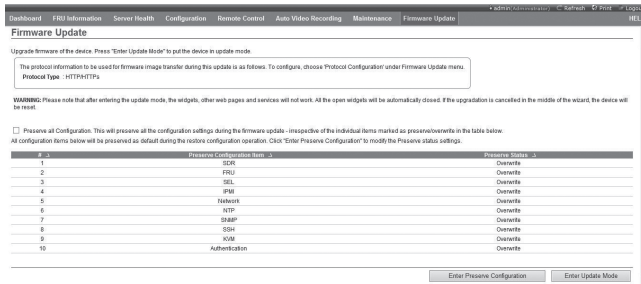 admin(Administrator) Refresh Print Logou
Dashboard FRU Information Server Health Configuration Remote Control Auto Video Recording Maintenance Firmware Update HEL
Firmware Update
Upgrade firmware of the device. Press "Enter Update Mode" to put the device in update mode.
The protocol information to be used for firmware image transfer during this update is as follows. To configure, choose 'Protocol
Configuration' under Firmware Update menu.
Protocol Type : HTTP/HTTPs
WARNING: Please note that after entering the update mode, the widgets, other web pages and services will not work. All the open widgets will be automatically closed. If the upgradation is cancelled in the middle of the wizard, the device will
be reset.
Preserve all Configuration. This will preserve all the configuration settings during the firmware update - irrespective of the individual items marked as preserve/overwrite in the table below.
All configuration items below will be preserved as default during the restore configuration operation. Click "Enter Preserve Configuration" to modify the Preserve status settings.
# Preserve Configuration Item Preserve Status
1 SDR Overwrite
2 FRU Overwrite
3 SEL Overwrite
4 IPMI Overwrite
5 Network Overwrite
6 NTP Overwrite
7 SNMP Overwrite
8 SSH Overwrite
9 KVM Overwrite
10 Authentication Overwrite
Enter Preserve Configuration Enter Update Mode